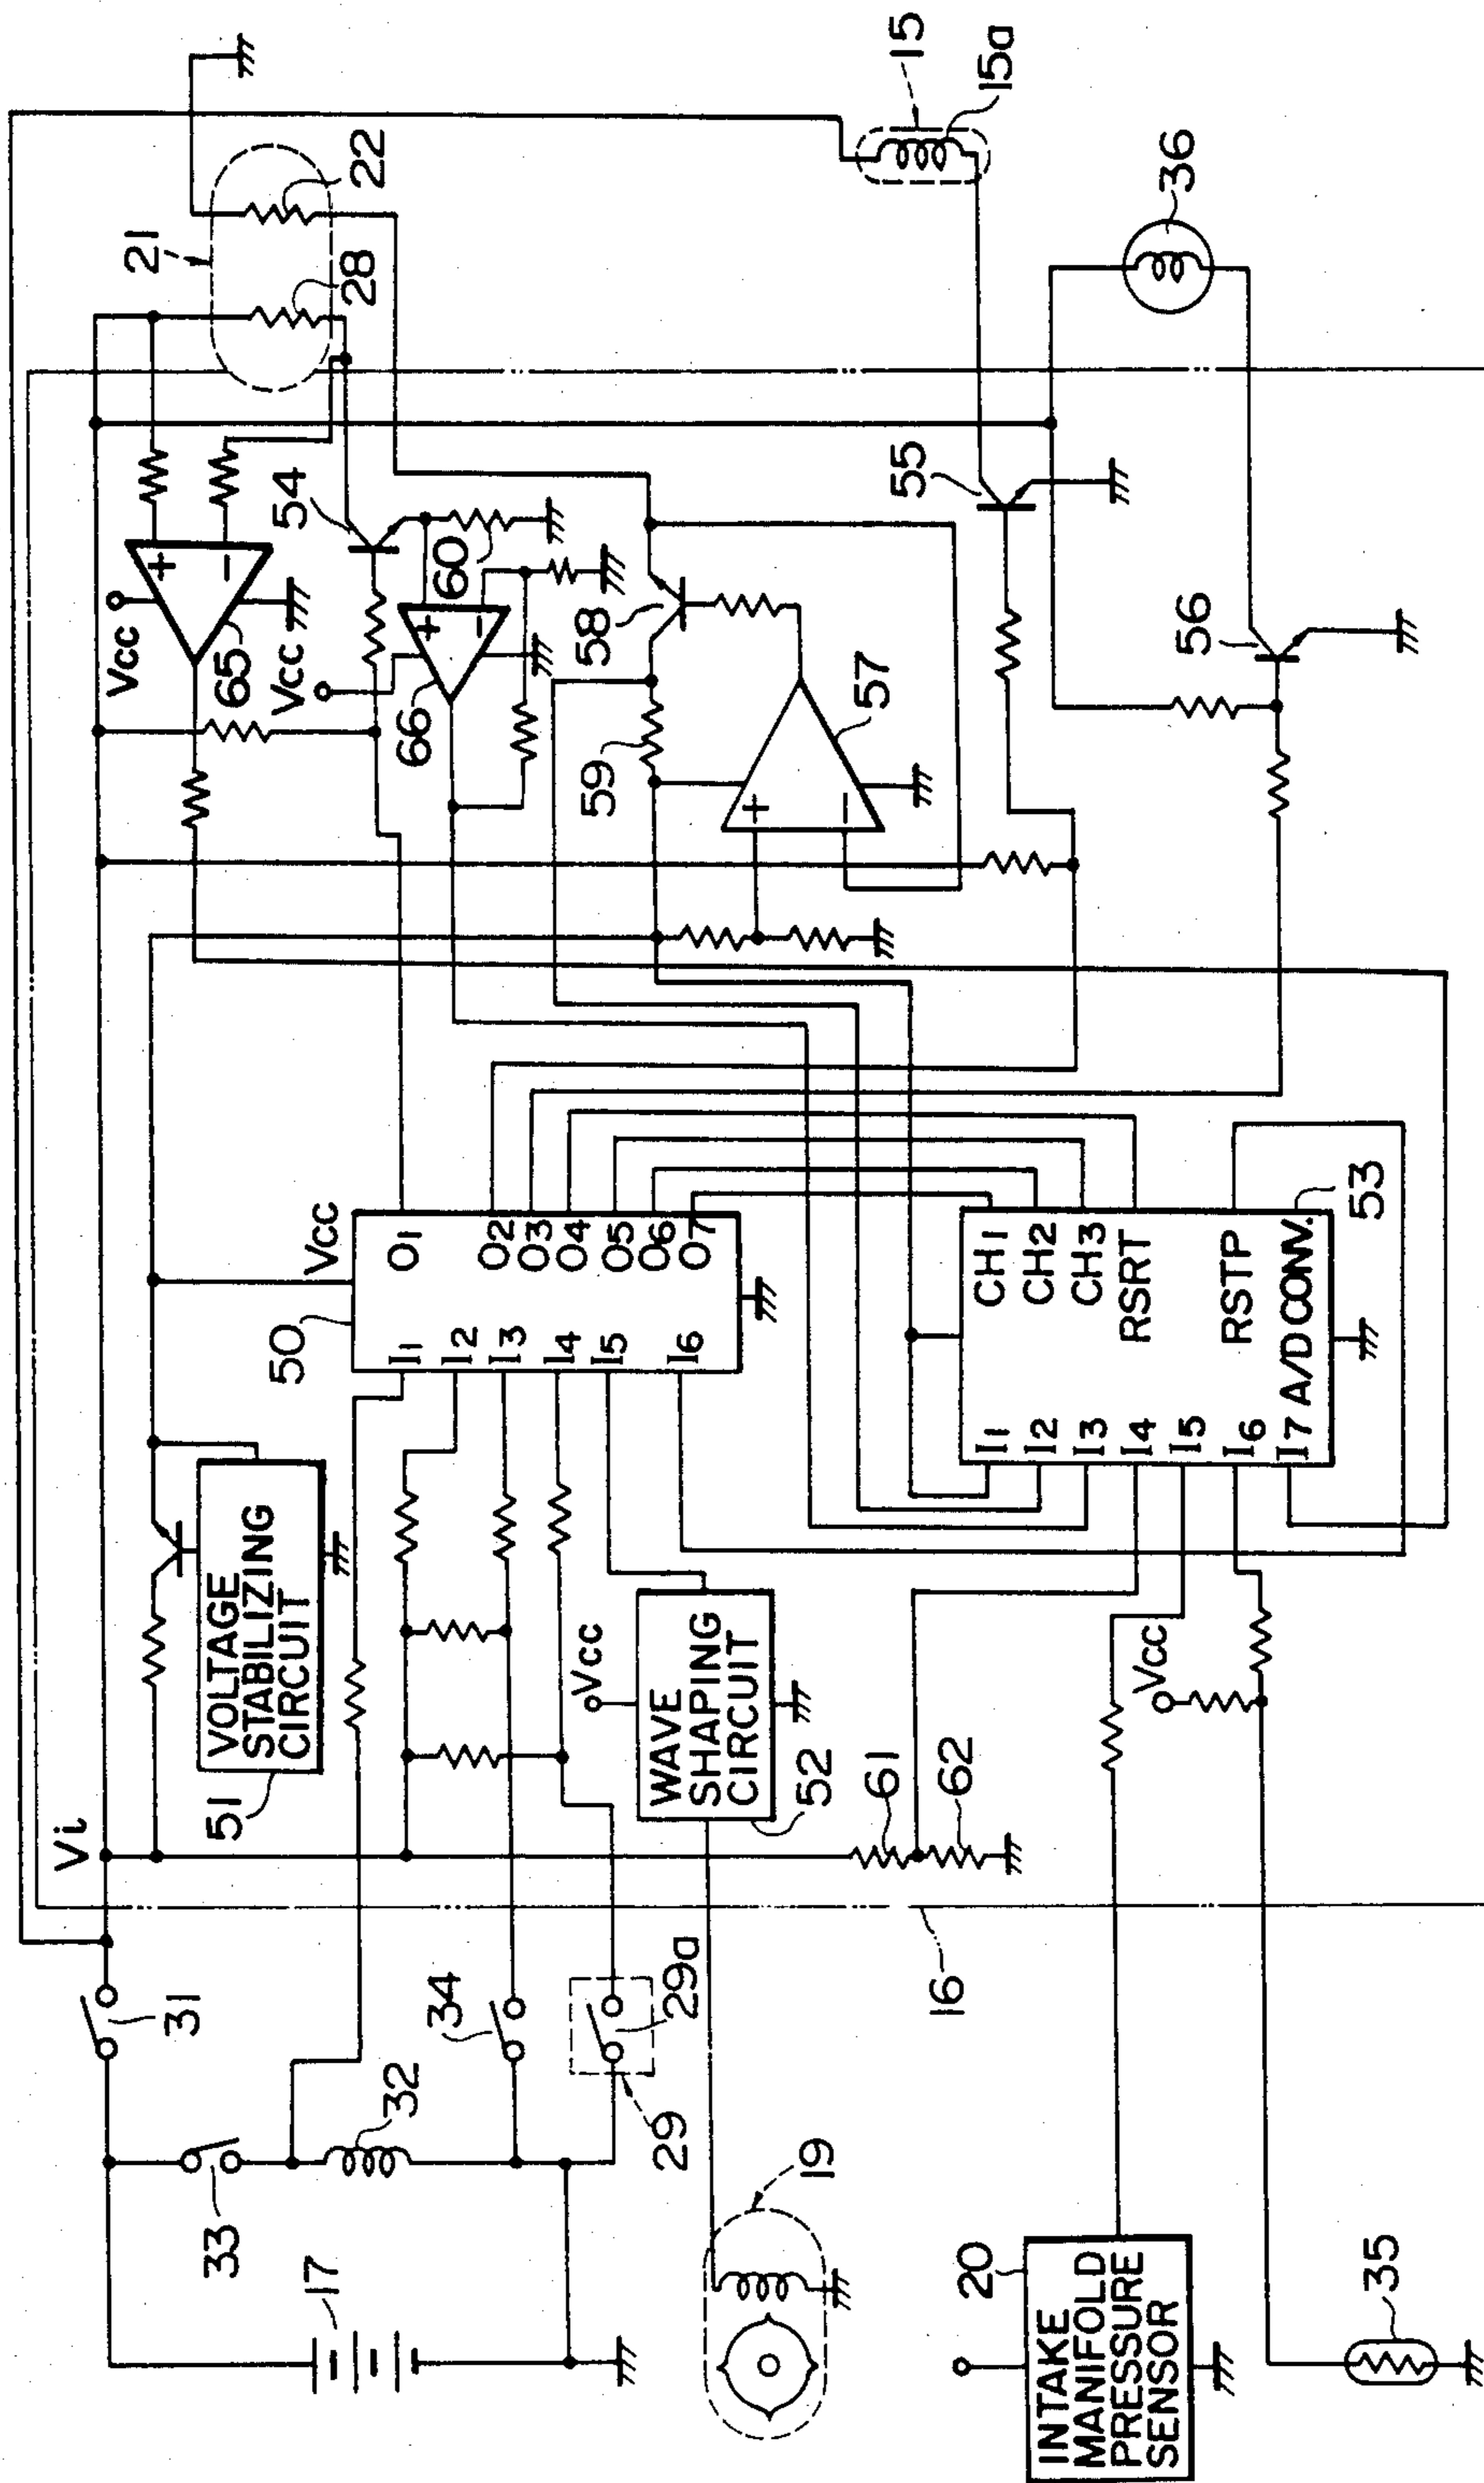 Vi
31
33
32
34
29a
29
17
19
16
20
INTAKE
MANIFOLD
PRESSURE
SENSOR
35
VOLTAGE
STABILIZING
CIRCUIT
51
Vcc
WAVE
SHAPING
CIRCUIT
52
61
62
Vcc
50
Vcc
I1
I2
I3
I4
I5
I6
O1
O2
O3
O4
O5
O6
O7
I1
I2
I3
I4
I5
I6
I7
CH1
CH2
CH3
RSRT
RSTP
A/D CONV.
53
Vcc
+
−
65
54
Vcc
+
−
66
60
58
59
+
−
57
55
56
21
28
22
15
15a
36